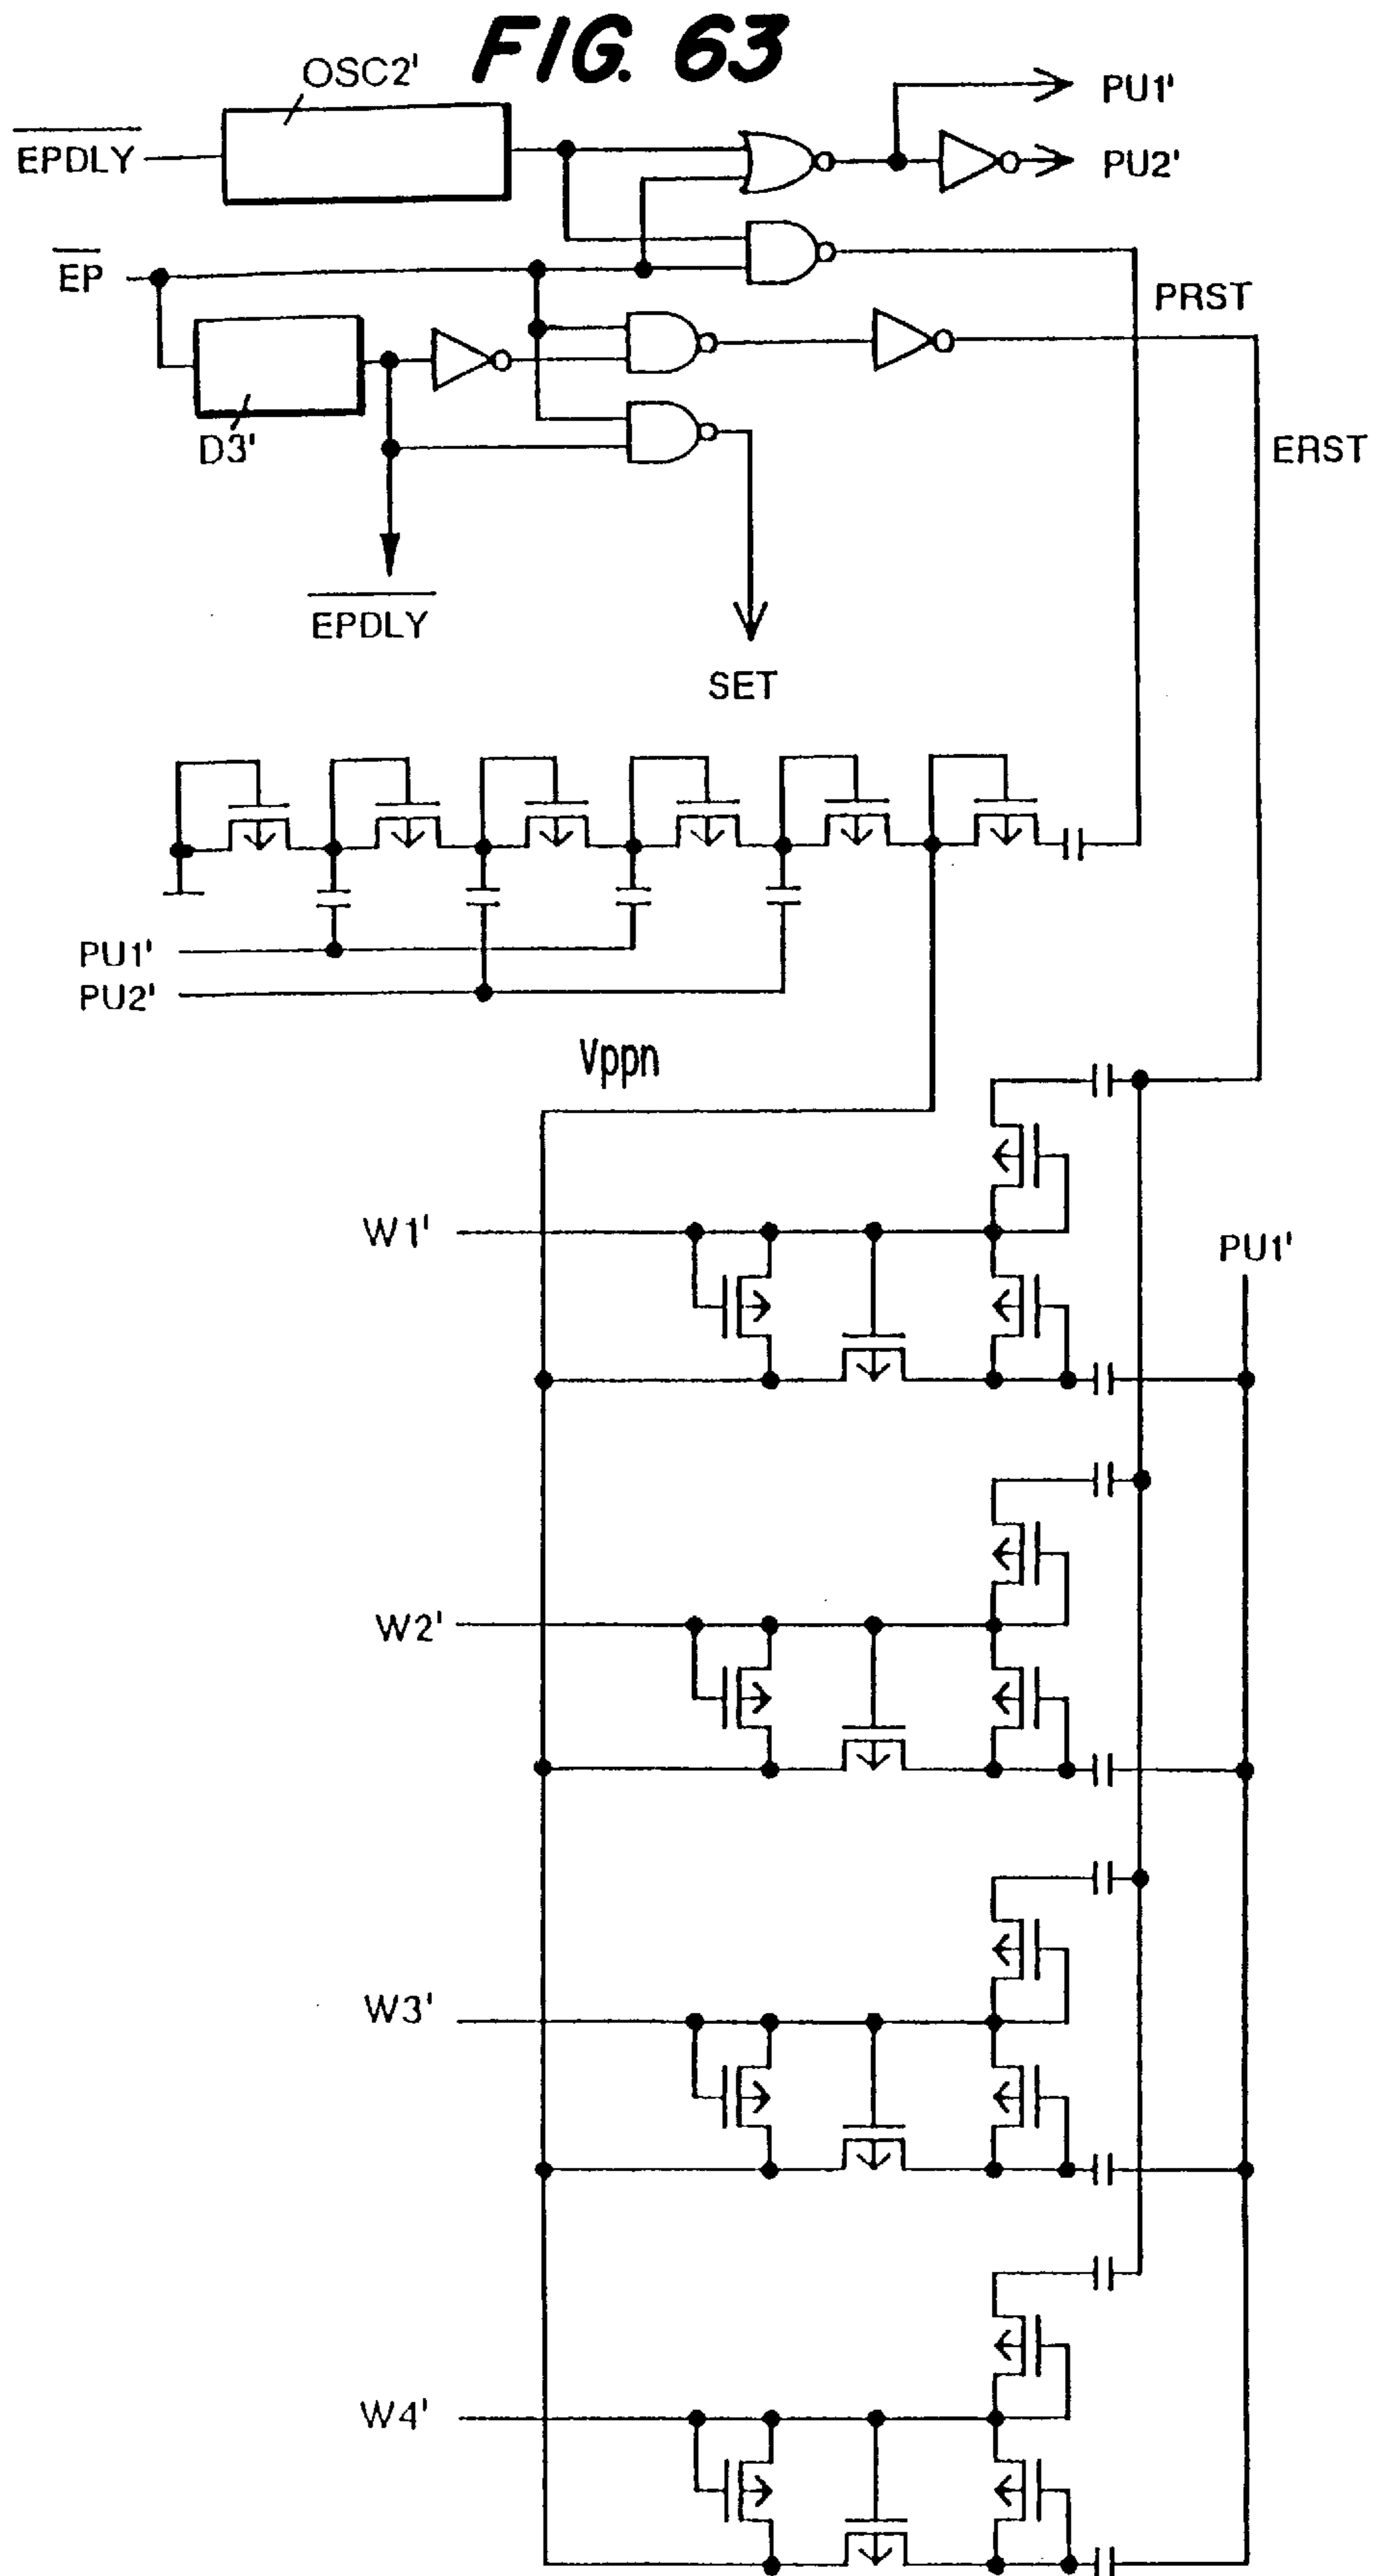 FIG. 63
OSC2'
PU1'
EPDLY
PU2'
EP
PRST
D3'
ERST
EPDLY
SET
PU1'
PU2'
Vppn
W1'
PU1'
W2'
W3'
W4'